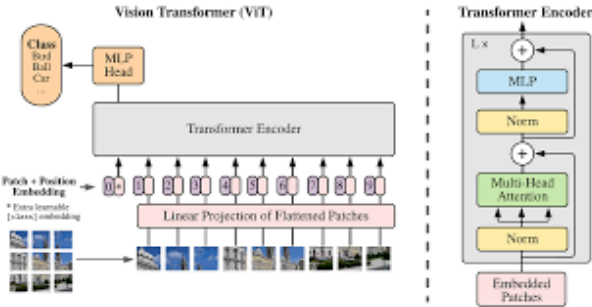 Vision Transformer (ViT)
Class
Bird
Ball
Car
...
MLP
Head
Transformer Encoder
Patch + Position
Embedding
0 * 1 2 3 4 5 6 7 8 9
* Extra learnable
[class] embedding
Linear Projection of Flattened Patches
Transformer Encoder
L x
+
MLP
Norm
+
Multi-Head
Attention
Norm
Embedded
Patches